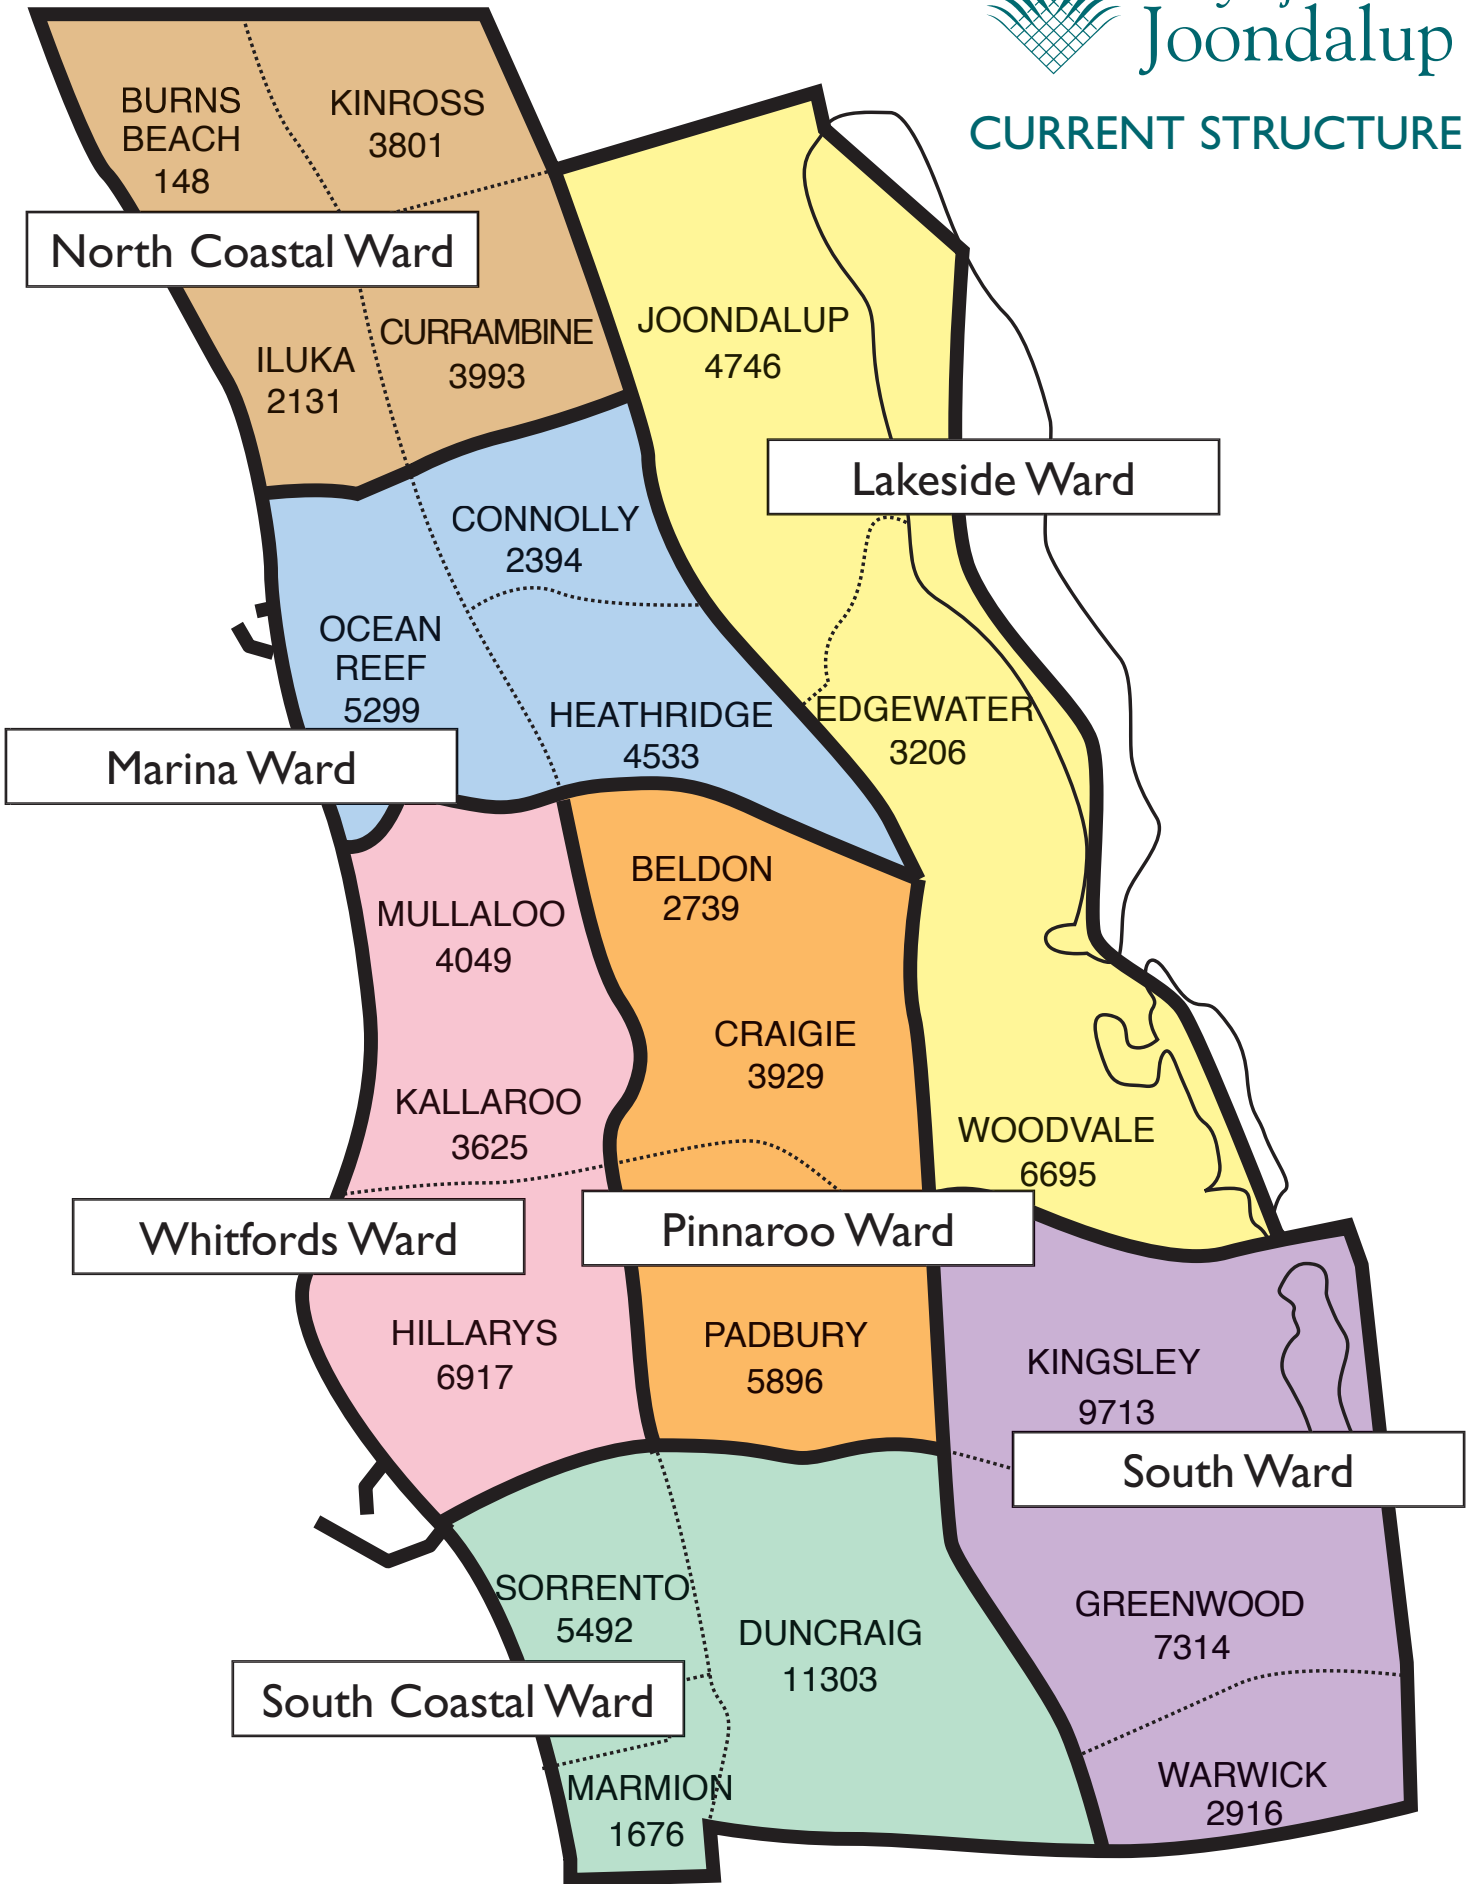 Joondalup
CURRENT STRUCTURE
BURNS
BEACH
148
KINROSS
3801
North Coastal Ward
ILUKA
2131
CURRAMBINE
3993
JOONDALUP
4746
Lakeside Ward
CONNOLLY
2394
OCEAN
REEF
5299
HEATHRIDGE
4533
EDGEWATER
3206
Marina Ward
BELDON
2739
MULLALOO
4049
CRAIGIE
3929
KALLAROO
3625
WOODVALE
6695
Whitfords Ward
Pinnaroo Ward
HILLARYS
6917
PADBURY
5896
KINGSLEY
9713
South Ward
SORRENTO
5492
DUNCRAIG
11303
GREENWOOD
7314
South Coastal Ward
MARMION
1676
WARWICK
2916